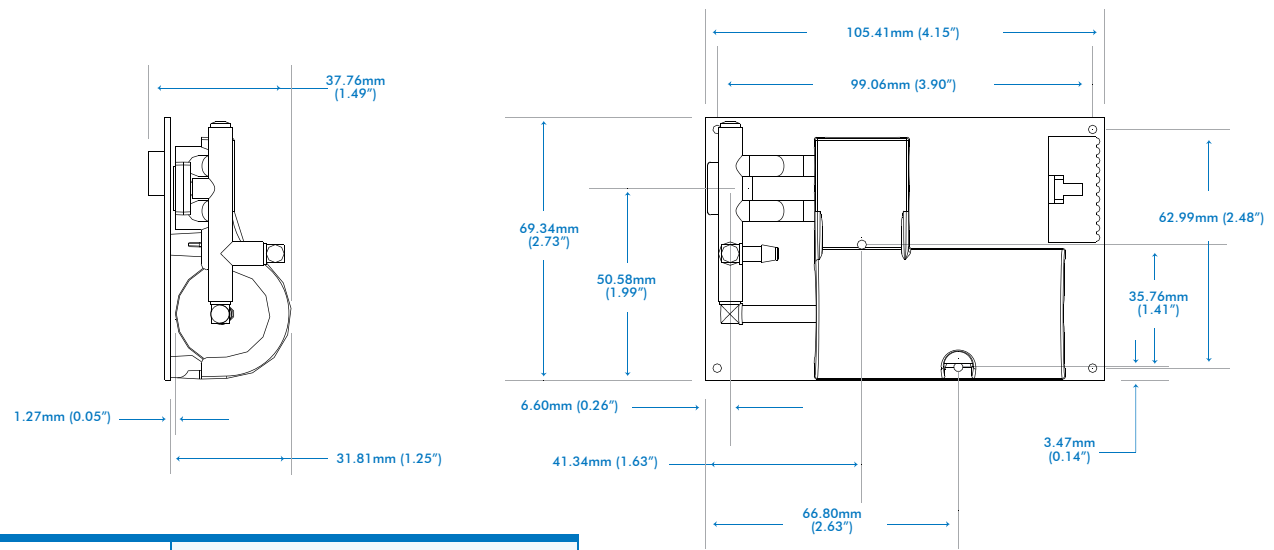 105.41mm (4.15″)
37.76mm
(1.49″)
99.06mm (3.90″)
62.99mm (2.48″)
69.34mm
(2.73″)
50.58mm
(1.99″)
35.76mm
(1.41″)
6.60mm (0.26″)
1.27mm (0.05″)
3.47mm
(0.14″)
31.81mm (1.25″)
41.34mm (1.63″)
66.80mm
(2.63″)